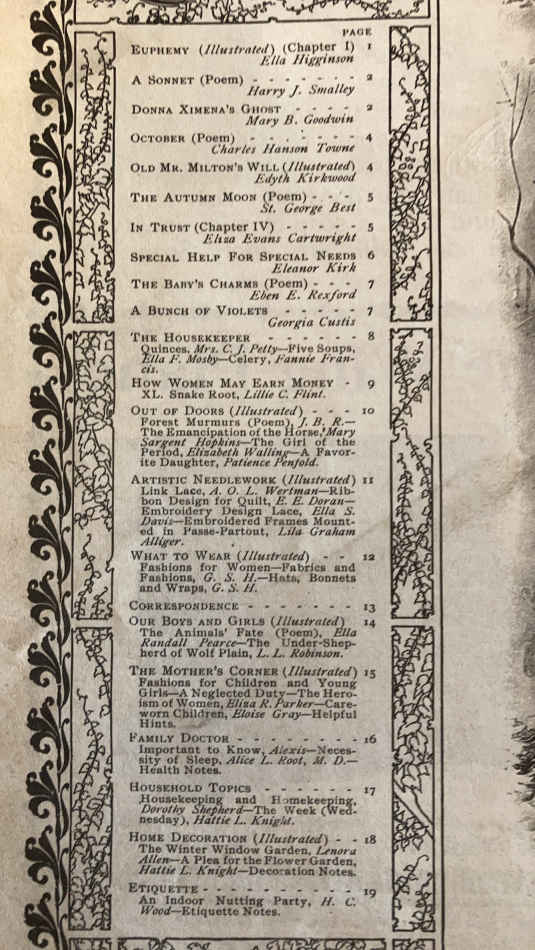 PAGE
EUPHEMY (Illustrated) (Chapter I) 1
Ella Higginson
A SONNET (Poem) - - - - - - - 2
Harry J. Smalley
DONNA XIMENA'S GHOST - - - - 2
Mary B. Goodwin
OCTOBER (Poem) - - - - - - 4
Charles Hanson Towne
OLD MR. MILTON'S WILL (Illustrated) 4
Edyth Kirkwood
THE AUTUMN MOON (Poem) - - - 5
St. George Best
IN TRUST (Chapter IV) - - - - - 5
Eliza Evans Cartwright
SPECIAL HELP FOR SPECIAL NEEDS 6
Eleanor Kirk
THE BABY'S CHARMS (Poem) - - - 7
Eben E. Rexford
A BUNCH OF VIOLETS - - - - - 7
Georgia Custis
THE HOUSEKEEPER - - - - - - 8
Quinces, Mrs. C. J. Petty—Five Soups,
Ella F. Mosby—Celery, Fannie Fran-
cis.
HOW WOMEN MAY EARN MONEY - 9
XL. Snake Root, Lillie C. Flint.
OUT OF DOORS (Illustrated) - - - 10
Forest Murmurs (Poem), J. B. R.—
The Emancipation of the Horse, Mary
Sargent Hopkins—The Girl of the
Period, Elizabeth Walling—A Favor-
ite Daughter, Patience Penfold.
ARTISTIC NEEDLEWORK (Illustrated) 11
Link Lace, A. O. L. Wertman—Rib-
bon Design for Quilt, E. E. Doran—
Embroidery Design Lace, Ella S.
Davis—Embroidered Frames Mount-
ed in Passe-Partout, Lila Graham
Alliger.
WHAT TO WEAR (Illustrated) - - 12
Fashions for Women—Fabrics and
Fashions, G. S. H.—Hats, Bonnets
and Wraps, G. S. H.
CORRESPONDENCE - - - - - - - 13
OUR BOYS AND GIRLS (Illustrated) 14
The Animals' Fate (Poem), Ella
Randall Pearce—The Under-Shep-
herd of Wolf Plain, L. L. Robinson.
THE MOTHER'S CORNER (Illustrated) 15
Fashions for Children and Young
Girls—A Neglected Duty—The Hero-
ism of Women, Eliza R. Parker—Care-
worn Children, Eloise Gray—Helpful
Hints.
FAMILY DOCTOR - - - - - - - - 16
Important to Know, Alexis—Neces-
sity of Sleep, Alice L. Root, M. D.—
Health Notes.
HOUSEHOLD TOPICS - - - - - - 17
Housekeeping and Homekeeping,
Dorothy Shepherd—The Week (Wed-
nesday), Hattie L. Knight.
HOME DECORATION (Illustrated) - - 18
The Winter Window Garden, Lenora
Allen—A Plea for the Flower Garden,
Hattie L. Knight—Decoration Notes.
ETIQUETTE - - - - - - - - - - 19
An Indoor Nutting Party, H. C.
Wood—Etiquette Notes.